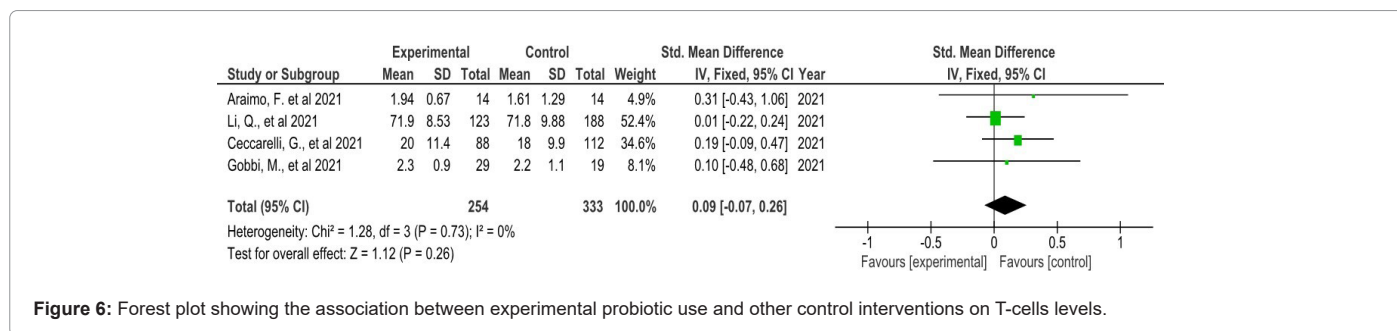 Experimental Control Std. Mean Difference Std. Mean Difference
Study or Subgroup Mean SD Total Mean SD Total Weight IV, Fixed, 95% CI Year IV, Fixed, 95% CI
Araimo, F. et al 2021 1.94 0.67 14 1.61 1.29 14 4.9% 0.31 [-0.43, 1.06] 2021
Li, Q., et al 2021 71.9 8.53 123 71.8 9.88 188 52.4% 0.01 [-0.22, 0.24] 2021
Ceccarelli, G., et al 2021 20 11.4 88 18 9.9 112 34.6% 0.19 [-0.09, 0.47] 2021
Gobbi, M., et al 2021 2.3 0.9 29 2.2 1.1 19 8.1% 0.10 [-0.48, 0.68] 2021
Total (95% CI) 254 333 100.0% 0.09 [-0.07, 0.26]
Heterogeneity: Chi² = 1.28, df = 3 (P = 0.73); I² = 0%
Test for overall effect: Z = 1.12 (P = 0.26)
-1 -0.5 0 0.5 1
Favours [experimental] Favours [control]
Figure 6: Forest plot showing the association between experimental probiotic use and other control interventions on T-cells levels.